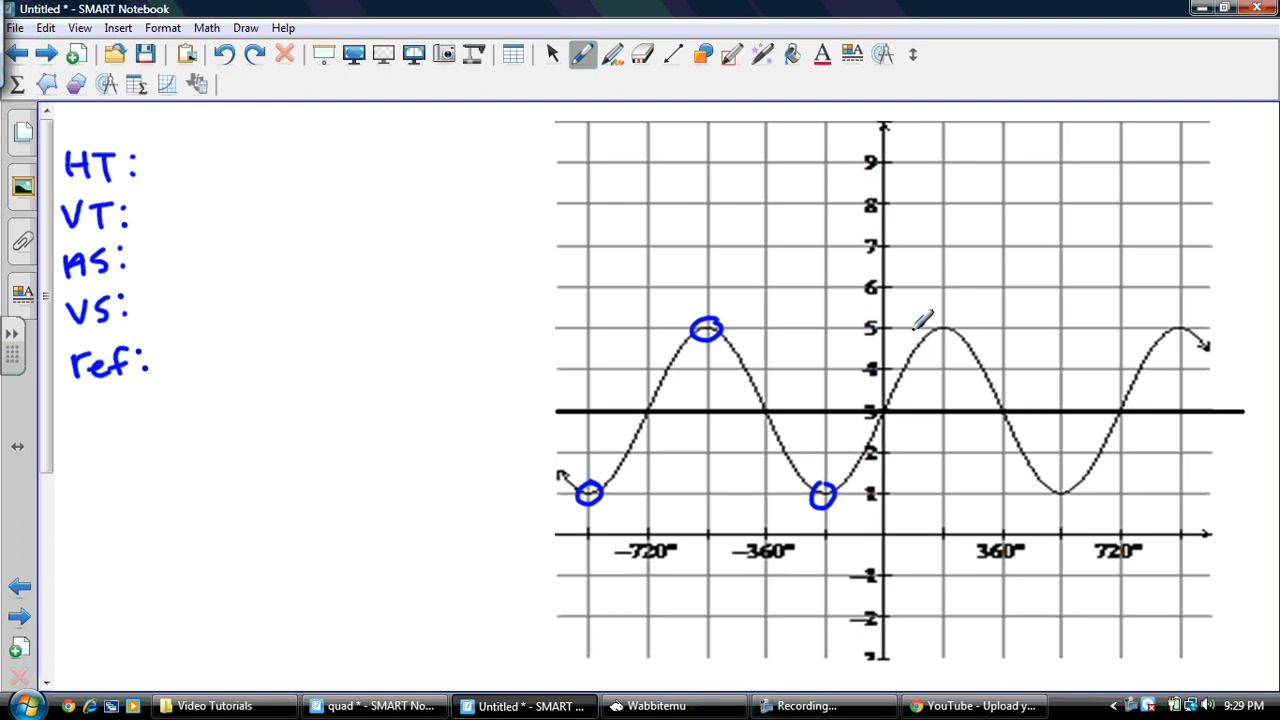 Untitled * - SMART Notebook
File Edit View Insert Format Math Draw Help
HT:
VT:
HS:
VS:
ref:
9
8
7
6
5
4
3
2
1
-720° -360° 360° 720°
-1
-2
Video Tutorials
quad * - SMART No...
Untitled * - SMART ...
Wabbitemu
Recording...
YouTube - Upload y...
9:29 PM